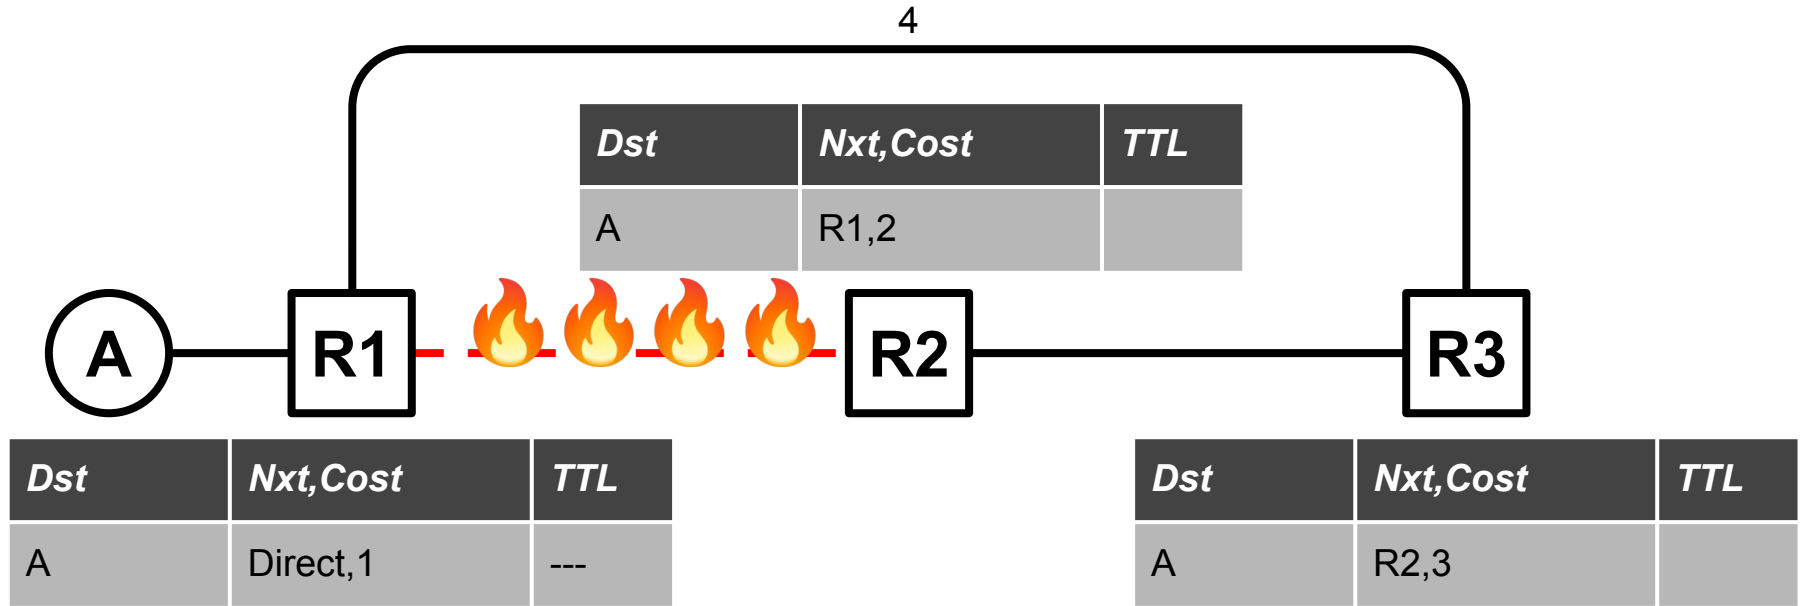 4
Dst Nxt,Cost TTL
A R1,2
A R1 R2 R3
Dst Nxt,Cost TTL
A Direct,1 ---
Dst Nxt,Cost TTL
A R2,3